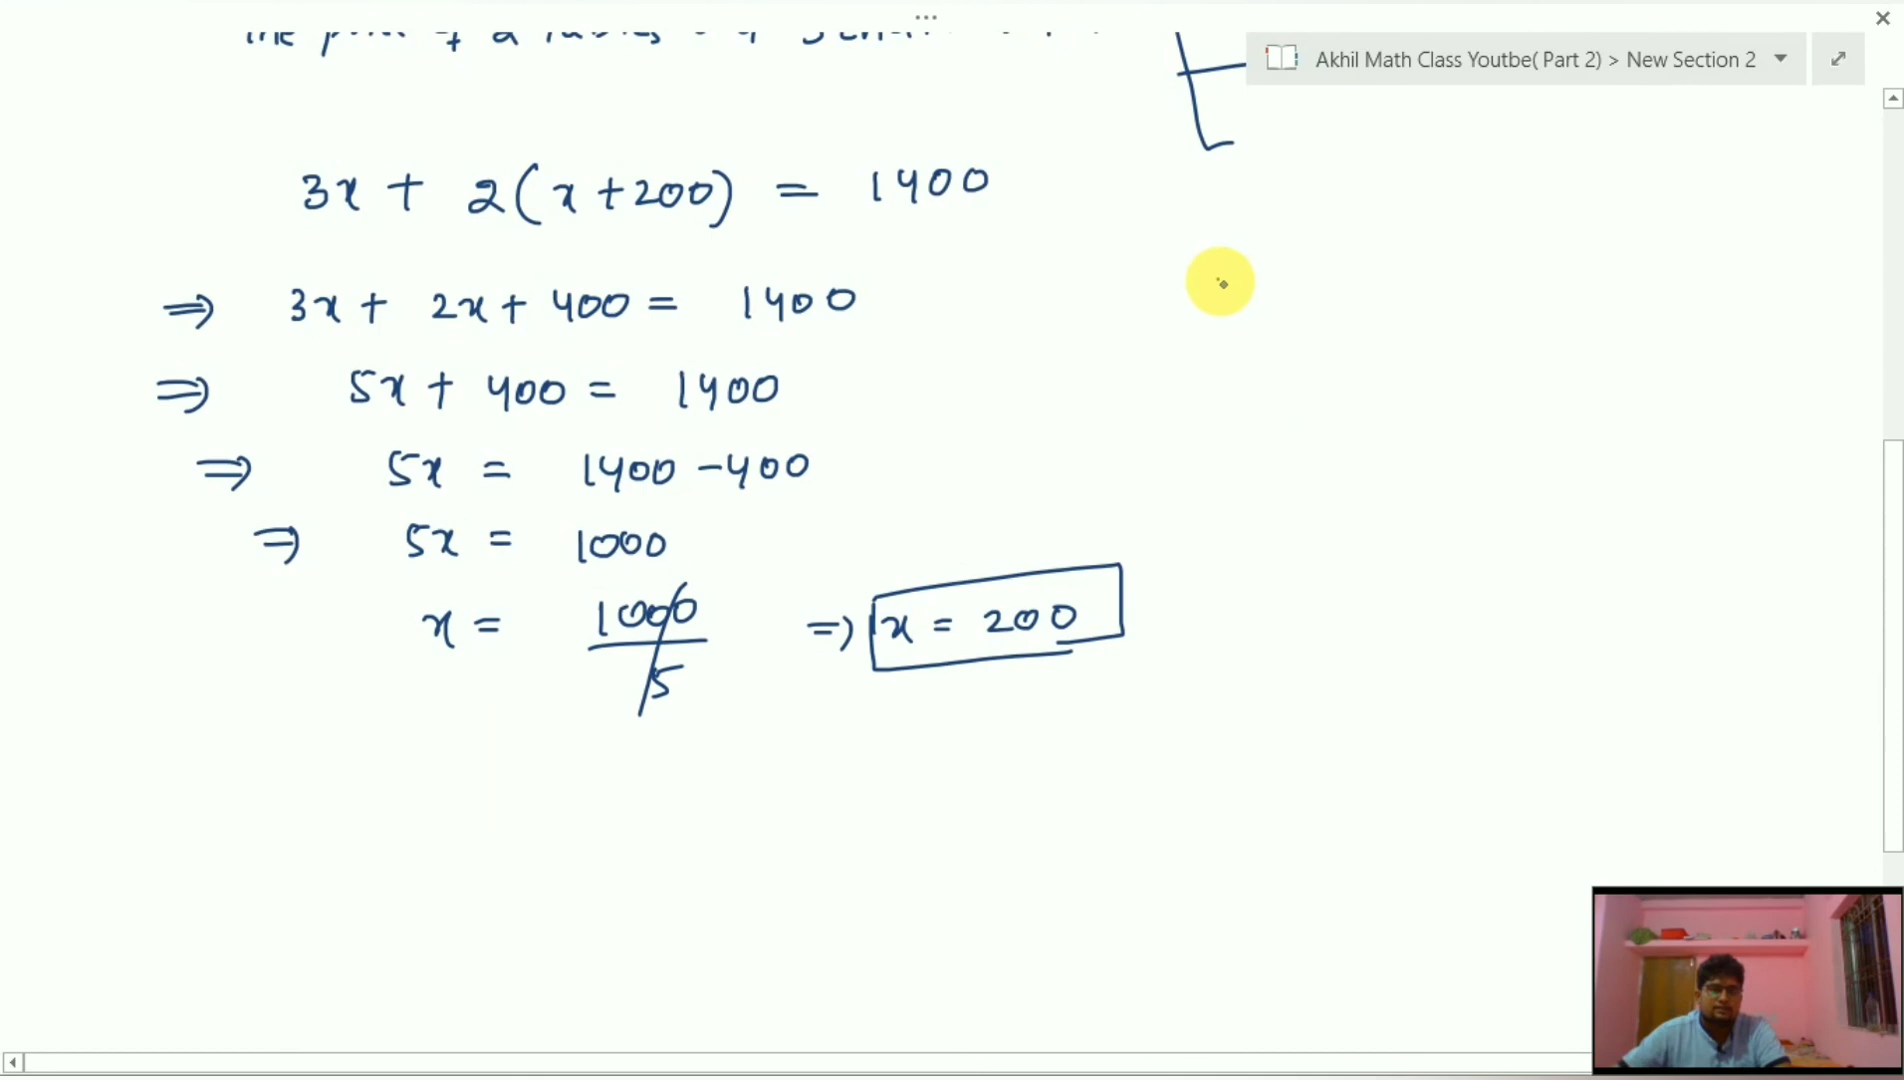 ...
Akhil Math Class Youtbe( Part 2) > New Section 2
3x + 2(x+200) = 1400
⇒ 3x + 2x + 400 = 1400
⇒ 5x + 400 = 1400
⇒ 5x = 1400 - 400
⇒ 5x = 1000
x = 1000/5 ⇒ x = 200